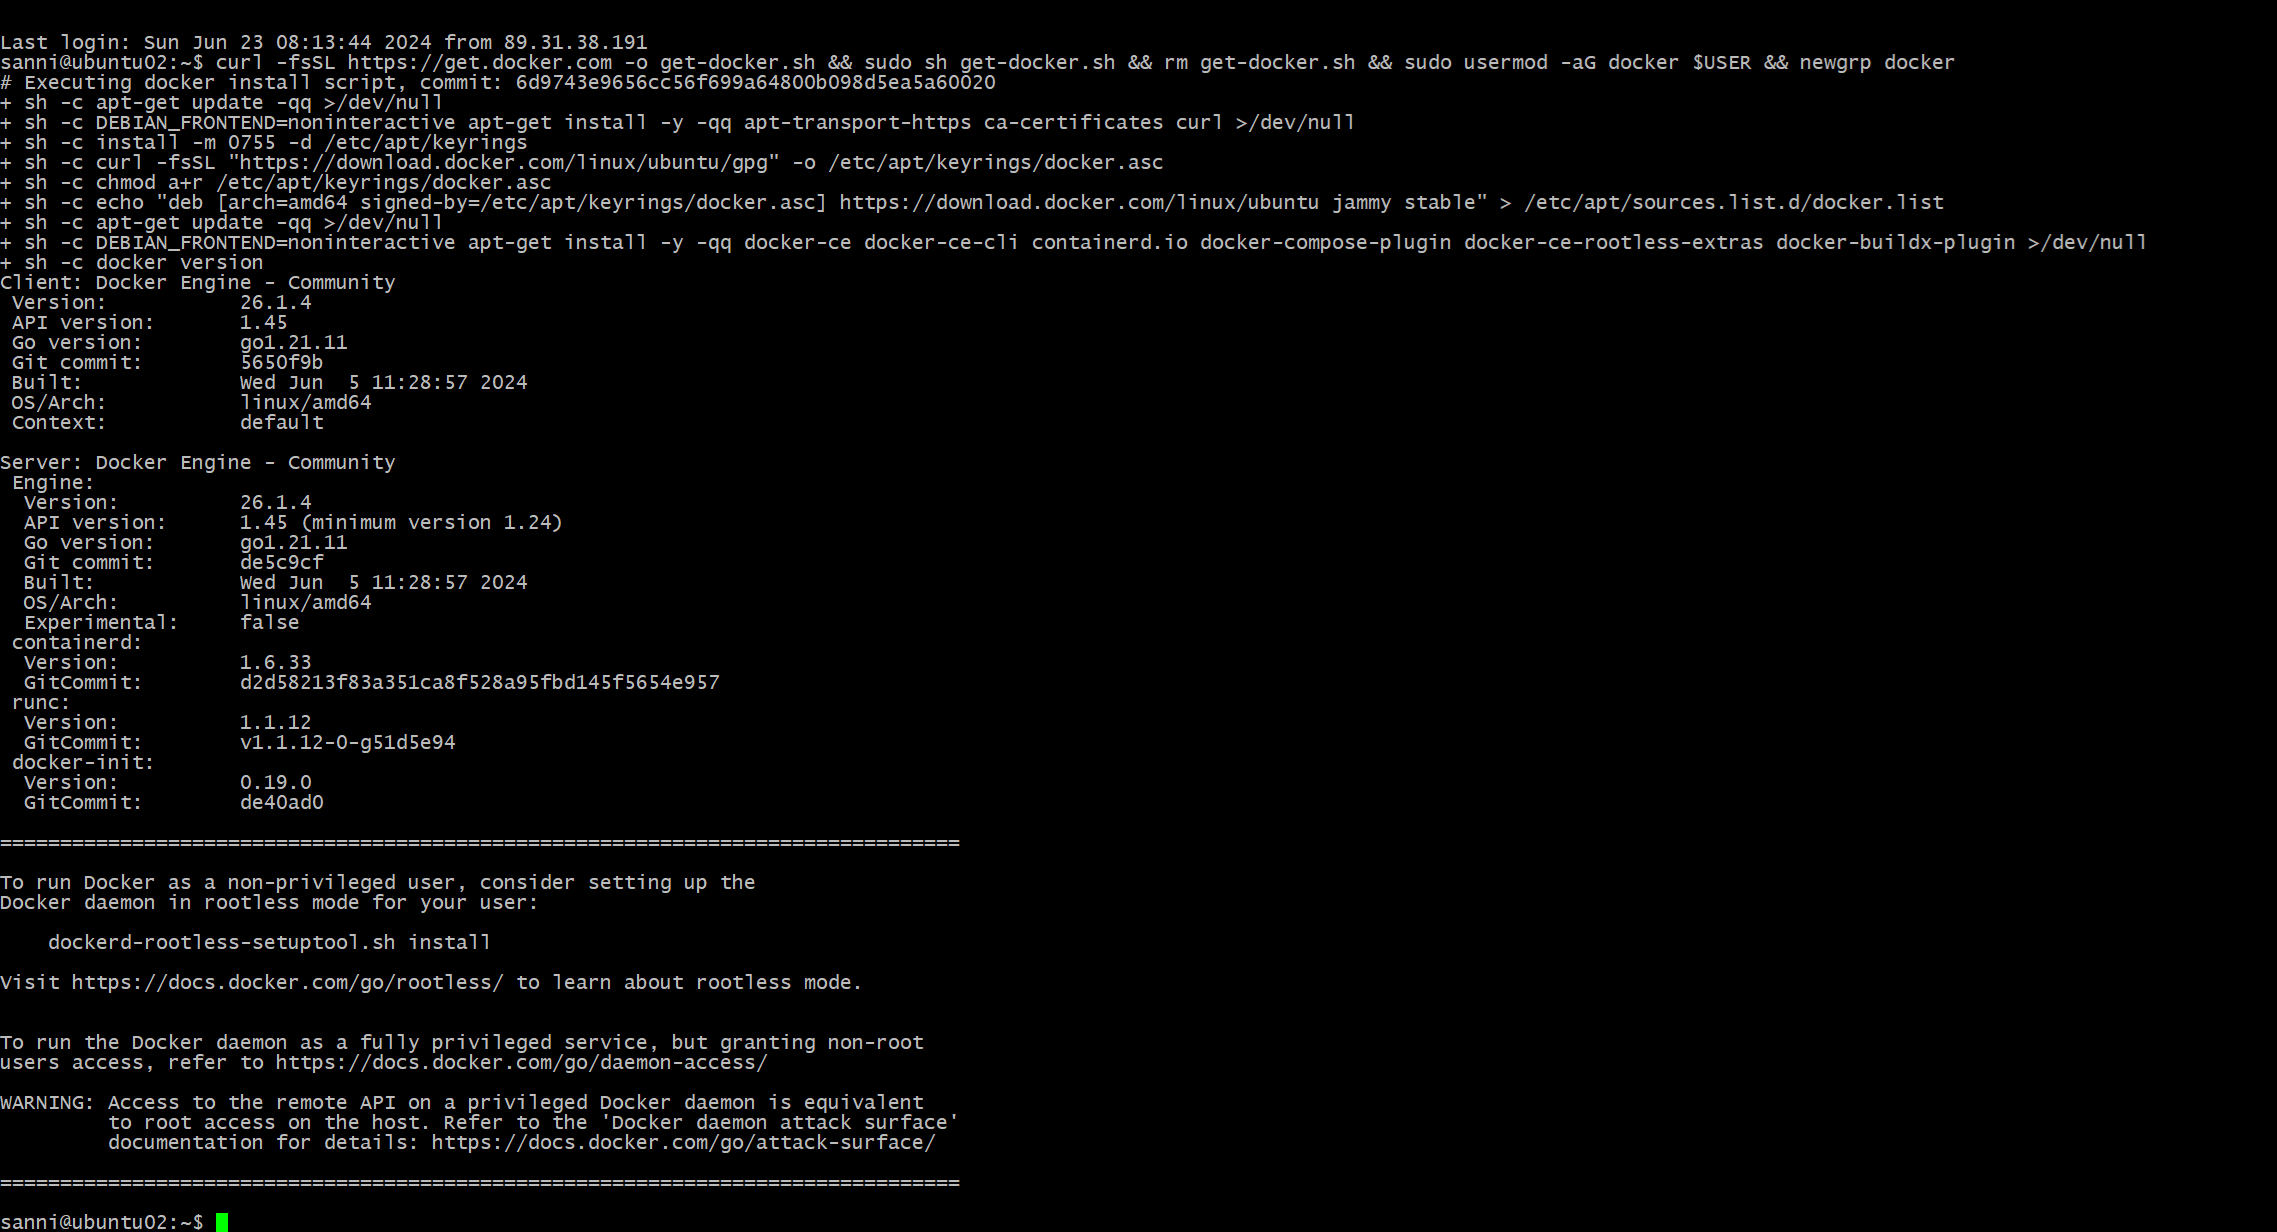 Last login: Sun Jun 23 08:13:44 2024 from 89.31.38.191
sanni@ubuntu02:~$ curl -fsSL https://get.docker.com -o get-docker.sh && sudo sh get-docker.sh && rm get-docker.sh && sudo usermod -aG docker $USER && newgrp docker
# Executing docker install script, commit: 6d9743e9656cc56f699a64800b098d5ea5a60020
+ sh -c apt-get update -qq >/dev/null
+ sh -c DEBIAN_FRONTEND=noninteractive apt-get install -y -qq apt-transport-https ca-certificates curl >/dev/null
+ sh -c install -m 0755 -d /etc/apt/keyrings
+ sh -c curl -fsSL "https://download.docker.com/linux/ubuntu/gpg" -o /etc/apt/keyrings/docker.asc
+ sh -c chmod a+r /etc/apt/keyrings/docker.asc
+ sh -c echo "deb [arch=amd64 signed-by=/etc/apt/keyrings/docker.asc] https://download.docker.com/linux/ubuntu jammy stable" > /etc/apt/sources.list.d/docker.list
+ sh -c apt-get update -qq >/dev/null
+ sh -c DEBIAN_FRONTEND=noninteractive apt-get install -y -qq docker-ce docker-ce-cli containerd.io docker-compose-plugin docker-ce-rootless-extras docker-buildx-plugin >/dev/null
+ sh -c docker version
Client: Docker Engine - Community
 Version:           26.1.4
 API version:       1.45
 Go version:        go1.21.11
 Git commit:        5650f9b
 Built:             Wed Jun  5 11:28:57 2024
 OS/Arch:           linux/amd64
 Context:           default

Server: Docker Engine - Community
 Engine:
  Version:          26.1.4
  API version:      1.45 (minimum version 1.24)
  Go version:       go1.21.11
  Git commit:       de5c9cf
  Built:            Wed Jun  5 11:28:57 2024
  OS/Arch:          linux/amd64
  Experimental:     false
 containerd:
  Version:          1.6.33
  GitCommit:        d2d58213f83a351ca8f528a95fbd145f5654e957
 runc:
  Version:          1.1.12
  GitCommit:        v1.1.12-0-g51d5e94
 docker-init:
  Version:          0.19.0
  GitCommit:        de40ad0

================================================================================

To run Docker as a non-privileged user, consider setting up the
Docker daemon in rootless mode for your user:

    dockerd-rootless-setuptool.sh install

Visit https://docs.docker.com/go/rootless/ to learn about rootless mode.


To run the Docker daemon as a fully privileged service, but granting non-root
users access, refer to https://docs.docker.com/go/daemon-access/

WARNING: Access to the remote API on a privileged Docker daemon is equivalent
         to root access on the host. Refer to the 'Docker daemon attack surface'
         documentation for details: https://docs.docker.com/go/attack-surface/

================================================================================

sanni@ubuntu02:~$